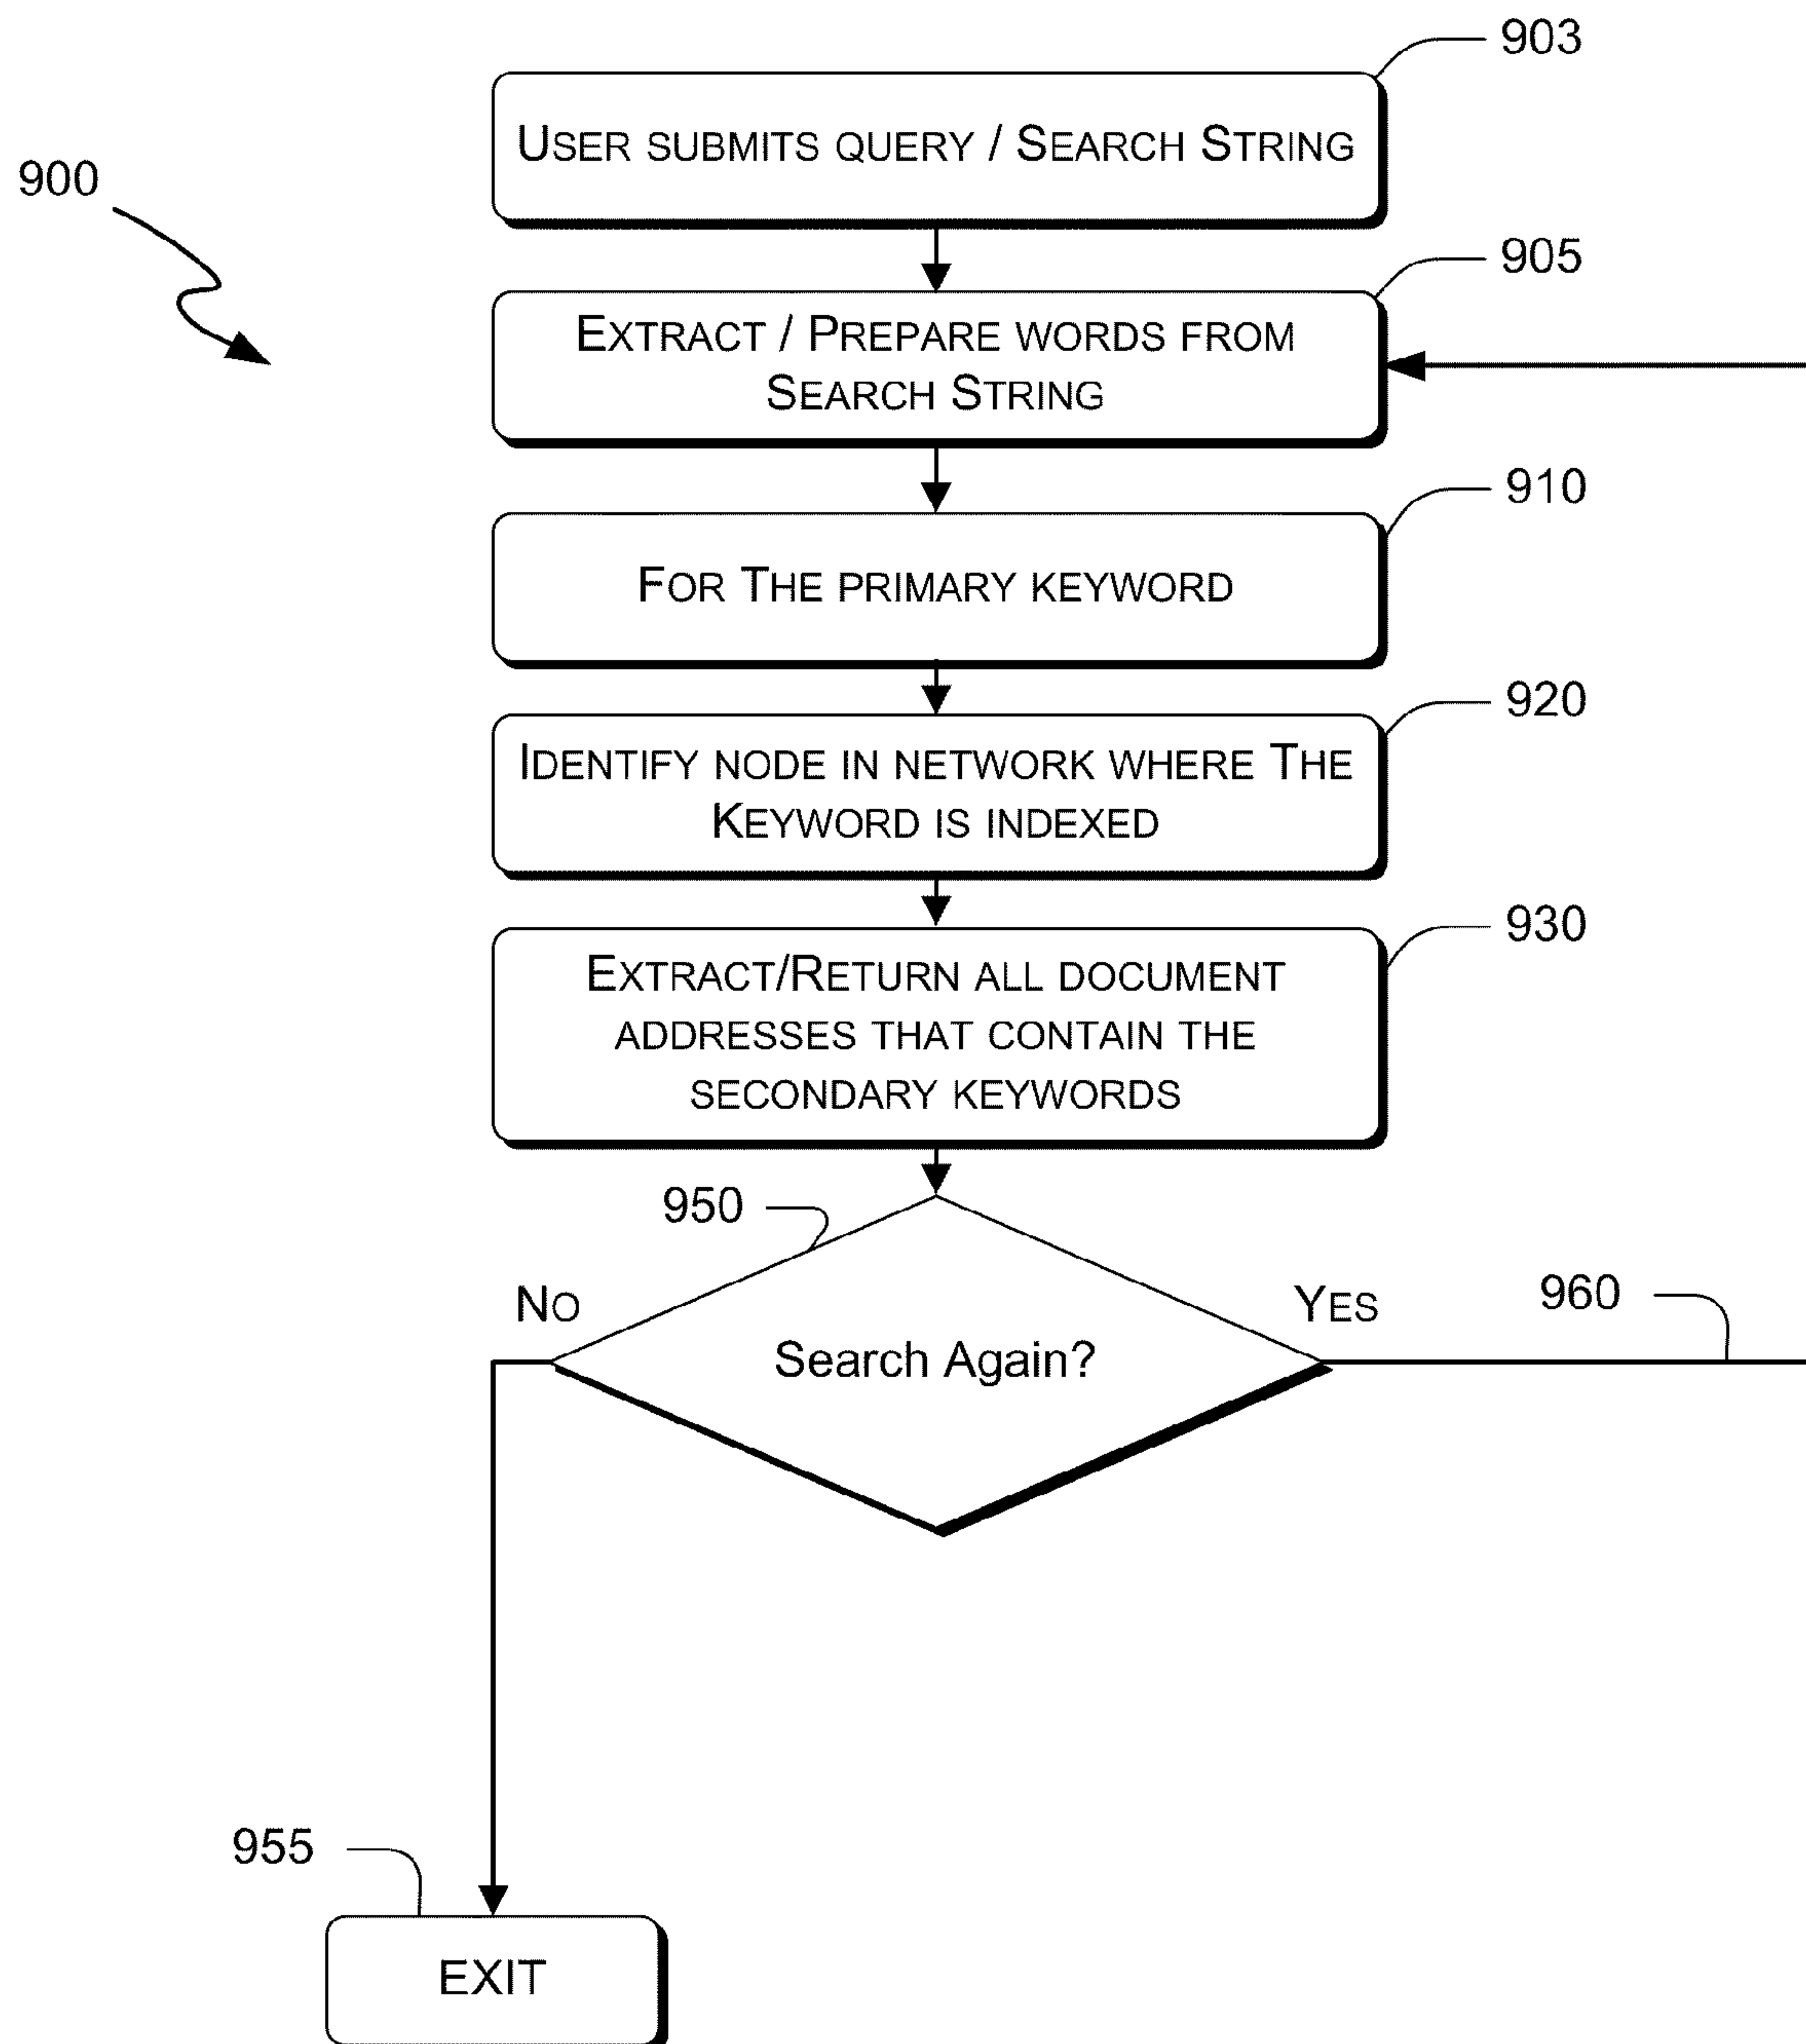 903
USER SUBMITS QUERY / SEARCH STRING
900
905
EXTRACT / PREPARE WORDS FROM
SEARCH STRING
910
FOR THE PRIMARY KEYWORD
920
IDENTIFY NODE IN NETWORK WHERE THE
KEYWORD IS INDEXED
930
EXTRACT/RETURN ALL DOCUMENT
ADDRESSES THAT CONTAIN THE
SECONDARY KEYWORDS
950
NO
YES
960
Search Again?
955
EXIT